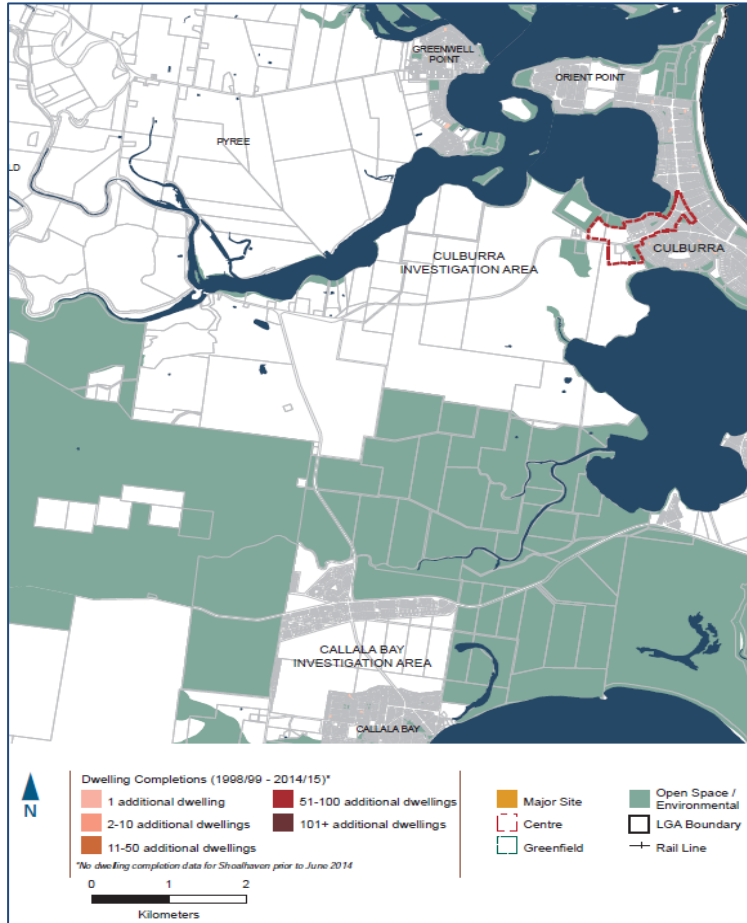 GREENWELL
POINT
ORIENT POINT
PYREE
LD
CULBURRA
CULBURRA
INVESTIGATION AREA
CALLALA BAY
INVESTIGATION AREA
CALLALA BAY
N
Dwelling Completions (1998/99 - 2014/15)*
1 additional dwelling
2-10 additional dwellings
11-50 additional dwellings
51-100 additional dwellings
101+ additional dwellings
*No dwelling completion data for Shoalhaven prior to June 2014
Major Site
Centre
Greenfield
Open Space /
Environmental
LGA Boundary
Rail Line
0 1 2
Kilometers